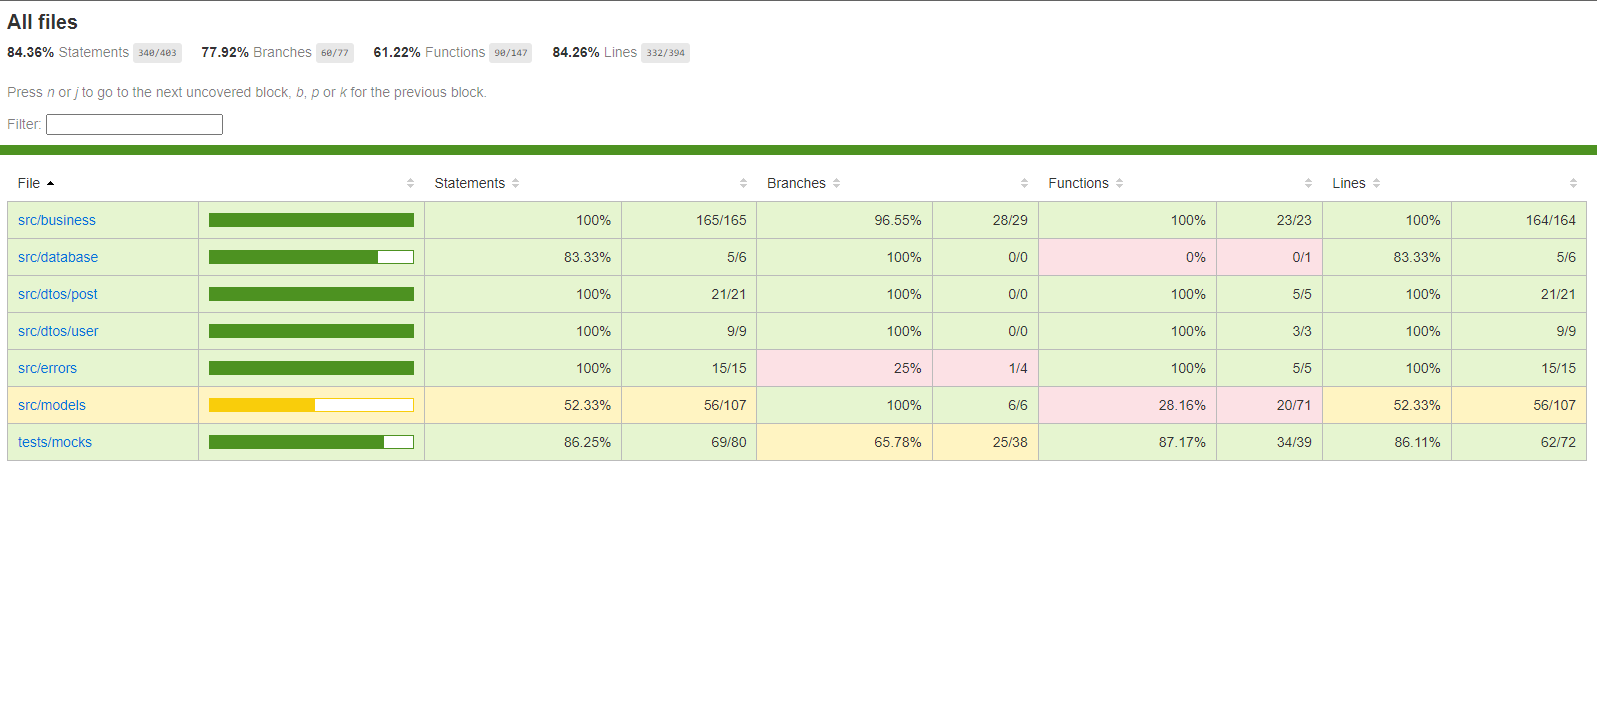 All files
84.36% Statements 340/403 77.92% Branches 60/77 61.22% Functions 90/147 84.26% Lines 332/394
Press n or j to go to the next uncovered block, b, p or k for the previous block.
Filter:
File Statements Branches Functions Lines
src/business 100% 165/165 96.55% 28/29 100% 23/23 100% 164/164
src/database 83.33% 5/6 100% 0/0 0% 0/1 83.33% 5/6
src/dtos/post 100% 21/21 100% 0/0 100% 5/5 100% 21/21
src/dtos/user 100% 9/9 100% 0/0 100% 3/3 100% 9/9
src/errors 100% 15/15 25% 1/4 100% 5/5 100% 15/15
src/models 52.33% 56/107 100% 6/6 28.16% 20/71 52.33% 56/107
tests/mocks 86.25% 69/80 65.78% 25/38 87.17% 34/39 86.11% 62/72